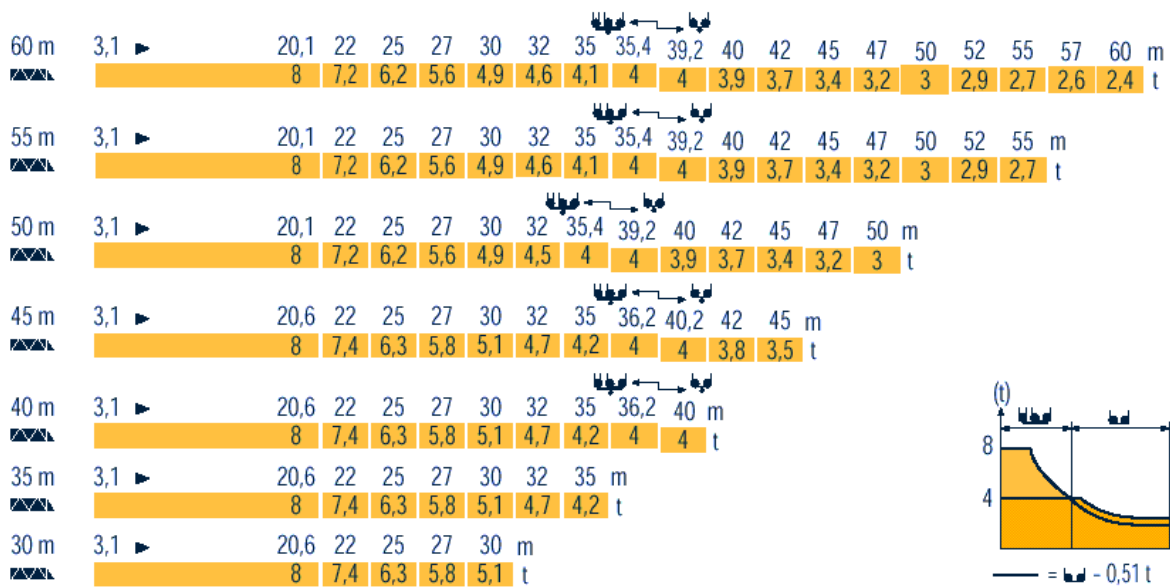 60 m 3,1 20,1 22 25 27 30 32 35 35,4 39,2 40 42 45 47 50 52 55 57 60 m
8 7,2 6,2 5,6 4,9 4,6 4,1 4 4 3,9 3,7 3,4 3,2 3 2,9 2,7 2,6 2,4 t
55 m 3,1 20,1 22 25 27 30 32 35 35,4 39,2 40 42 45 47 50 52 55 m
8 7,2 6,2 5,6 4,9 4,6 4,1 4 4 3,9 3,7 3,4 3,2 3 2,9 2,7 t
50 m 3,1 20,1 22 25 27 30 32 35,4 39,2 40 42 45 47 50 m
8 7,2 6,2 5,6 4,9 4,5 4 4 3,9 3,7 3,4 3,2 3 t
45 m 3,1 20,6 22 25 27 30 32 35 36,2 40,2 42 45 m
8 7,4 6,3 5,8 5,1 4,7 4,2 4 4 3,8 3,5 t
40 m 3,1 20,6 22 25 27 30 32 35 36,2 40 m
8 7,4 6,3 5,8 5,1 4,7 4,2 4 4 t
35 m 3,1 20,6 22 25 27 30 32 35 m
8 7,4 6,3 5,8 5,1 4,7 4,2 t
30 m 3,1 20,6 22 25 27 30 m
8 7,4 6,3 5,8 5,1 t
(t)
8
4
= - 0,51 t